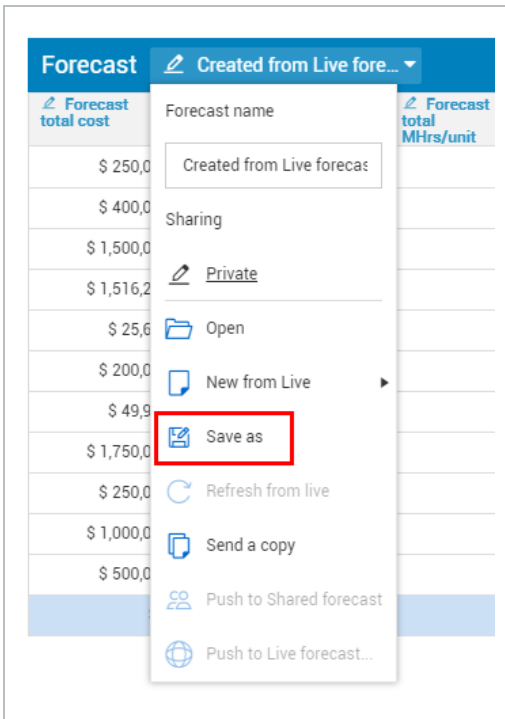 Forecast Created from Live fore...
Forecast
total cost
Forecast
total
MHrs/unit
Forecast name
Created from Live forecas
Sharing
Private
Open
New from Live
Save as
Refresh from live
Send a copy
Push to Shared forecast
Push to Live forecast...
$ 250,0
$ 400,0
$ 1,500,0
$ 1,516,2
$ 25,6
$ 200,0
$ 49,9
$ 1,750,0
$ 250,0
$ 1,000,0
$ 500,0